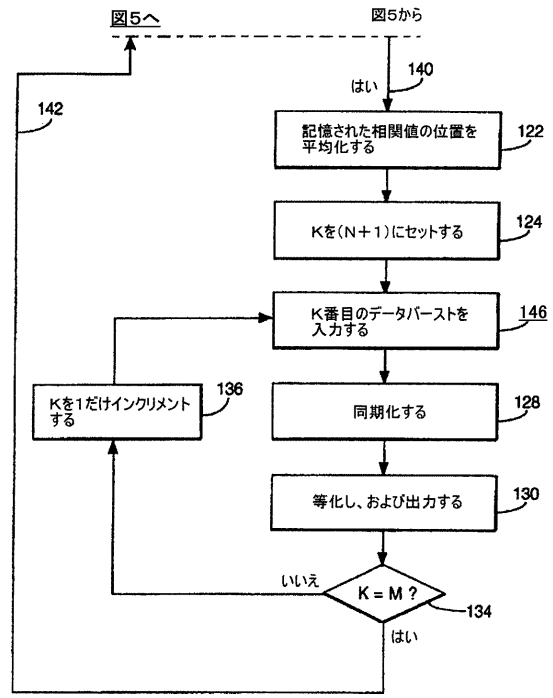 図5へ
図5から
142
はい
140
記憶された相関値の位置を
平均化する
122
Kを(N+1)にセットする
124
K番目のデータバーストを
入力する
146
Kを1だけインクリメント
する
136
同期化する
128
等化し、および出力する
130
いいえ
K = M ?
134
はい